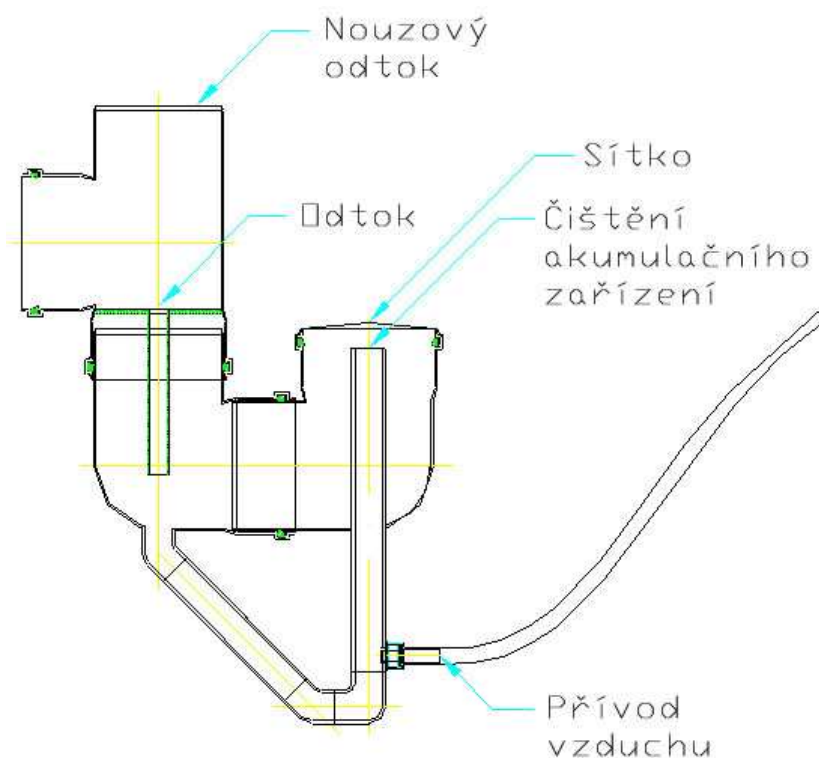 Nouzový
odtok
Sítko
Odtok
Čištění
akumulačního
zařízení
Přívod
vzduchu